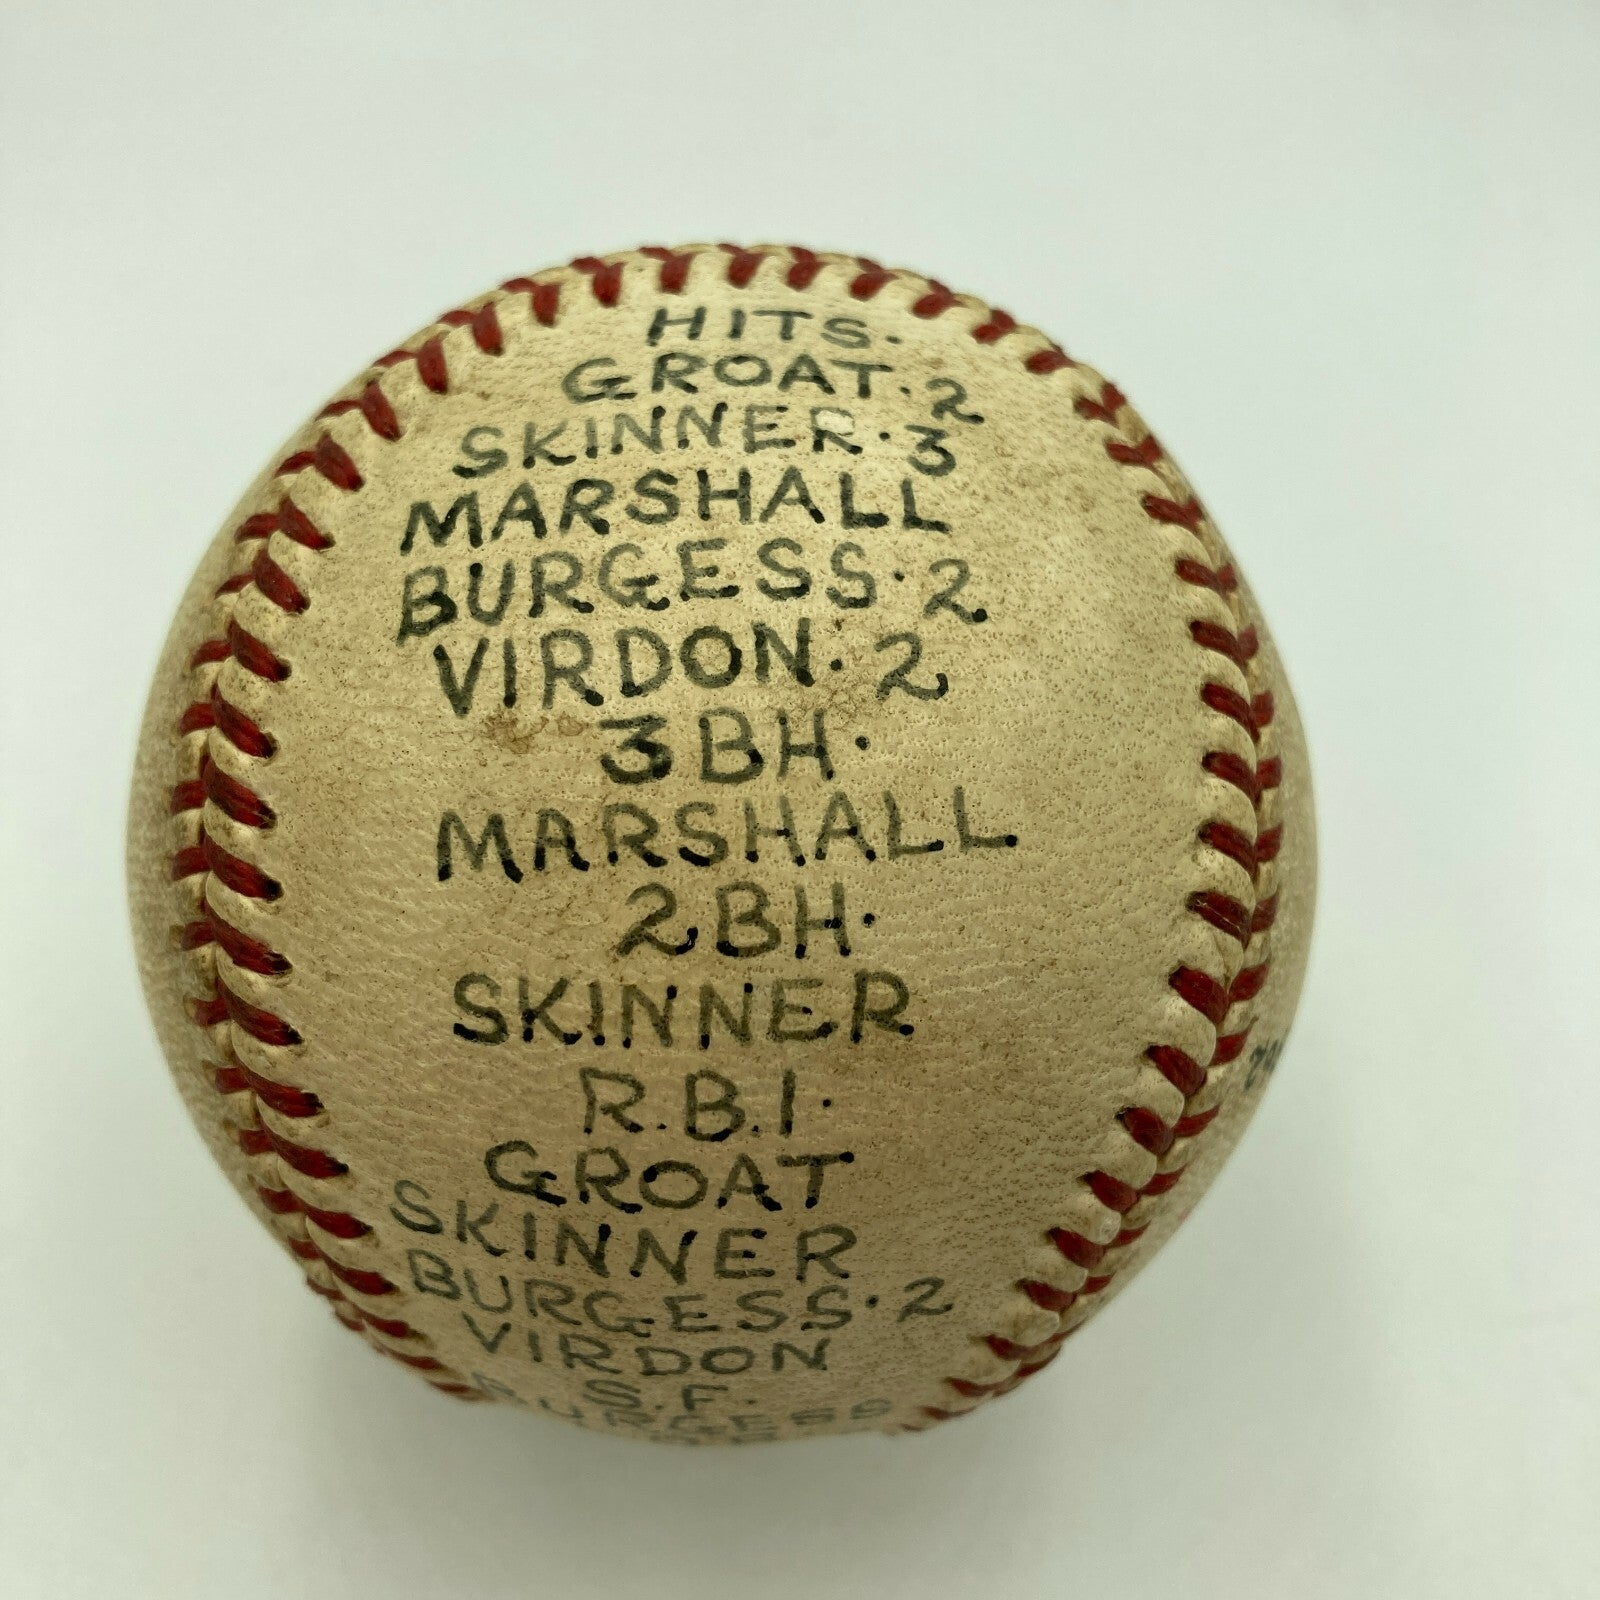 HITS.
GROAT. 2
SKINNER. 3
MARSHALL
BURGESS. 2
VIRDON. 2
3BH.
MARSHALL
2BH.
SKINNER
R.B.I.
GROAT
SKINNER
BURGESS. 2
VIRDON
S.F.
BURGESS